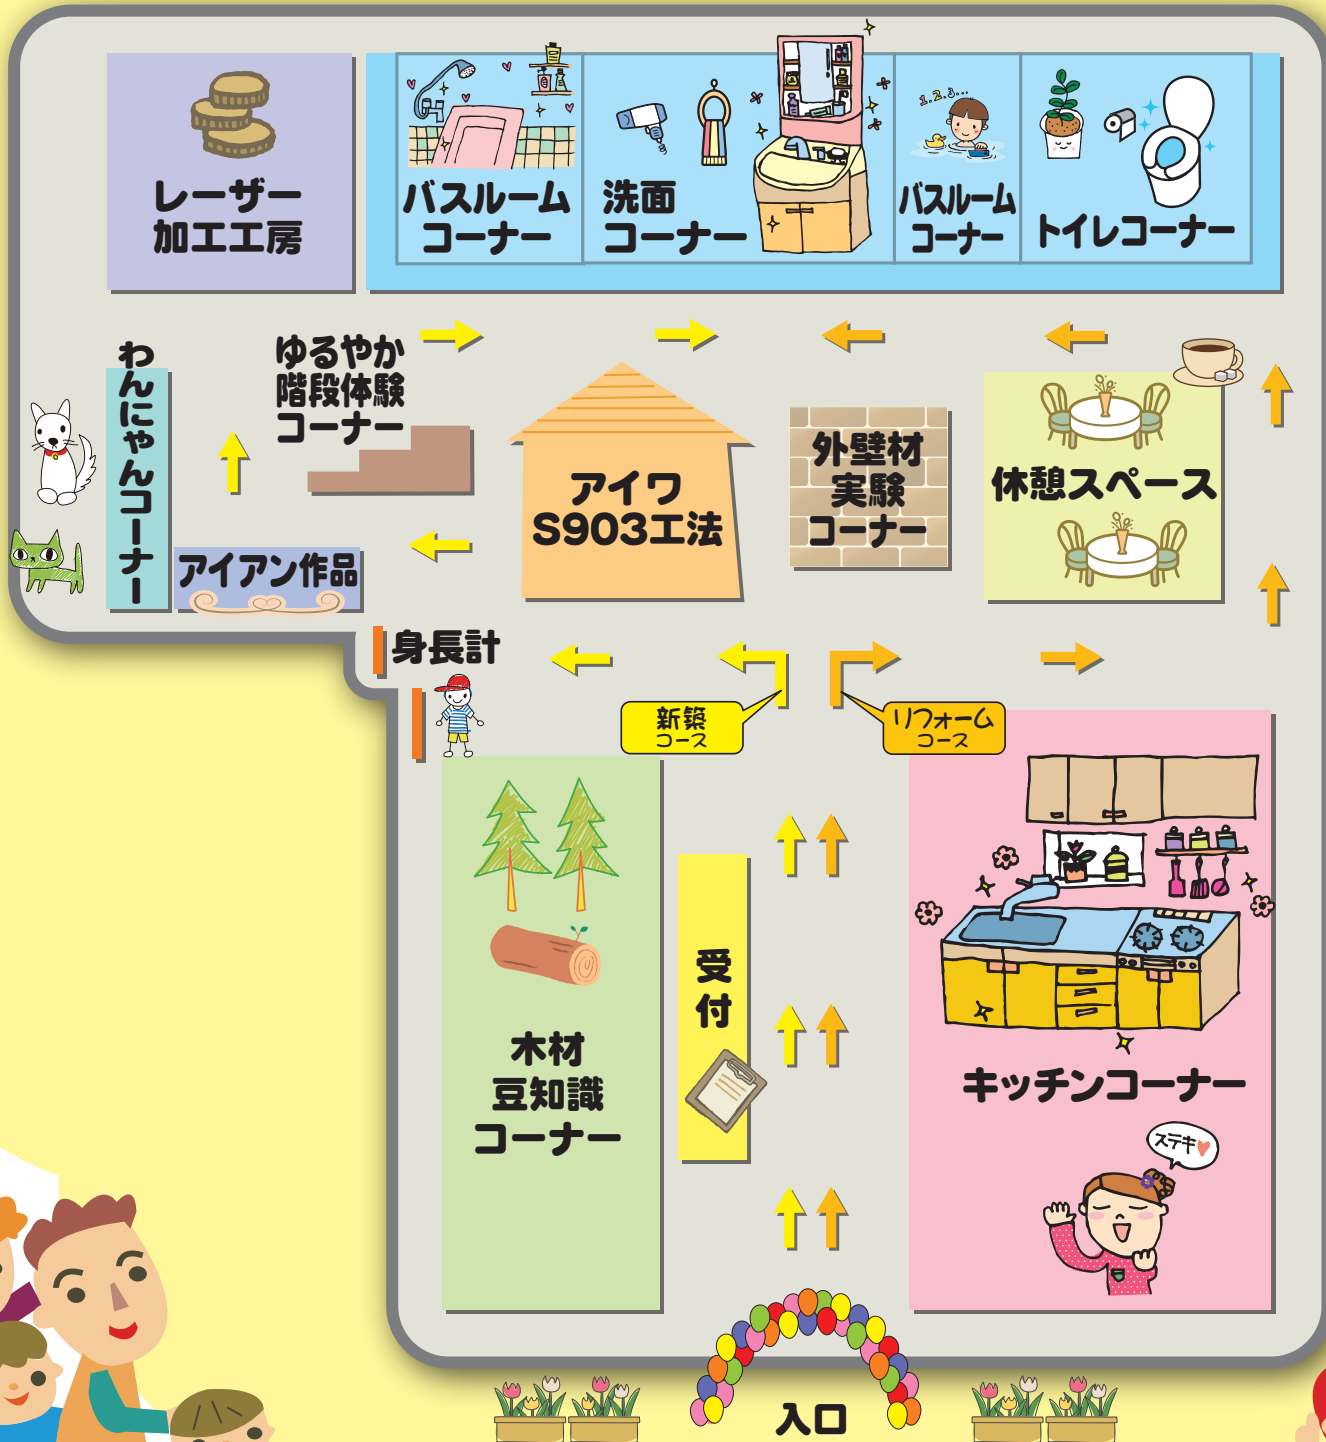 レーザー
加工工房
バスルーム
コーナー
洗面
コーナー
1.2.3...
バスルーム
コーナー
トイレコーナー
わんにゃんコーナー
ゆるやか
階段体験
コーナー
アイワ
S903工法
外壁材
実験
コーナー
休憩スペース
アイアン作品
身長計
新築
コース
リフォーム
コース
木材
豆知識
コーナー
受付
キッチンコーナー
ステキ
入口